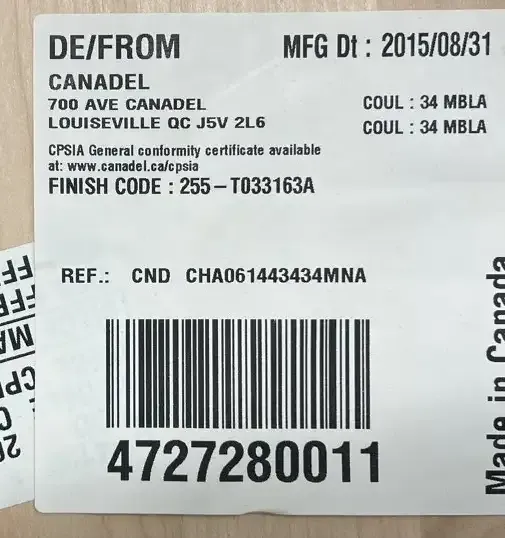 DE/FROM
MFG Dt : 2015/08/31
CANADEL
700 AVE CANADEL
COUL : 34 MBLA
LOUISEVILLE QC J5V 2L6
COUL : 34 MBLA
CPSIA General conformity certificate available
at: www.canadel.ca/cpsia
FINISH CODE : 255-T033163A
REF.: CND CHA061443434MNA
4727280011
Made in Canada